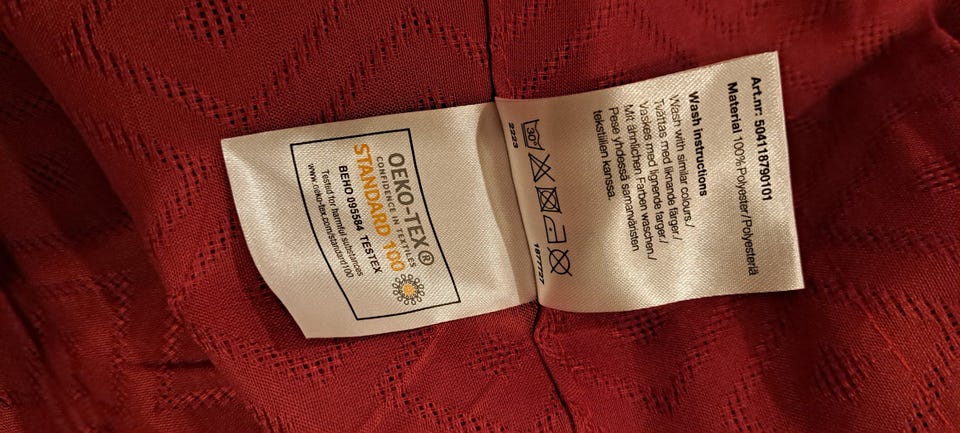 Art.nr: 504118790101
Material 100% Polyester/Polyesteriä
Wash instructions
Wash with similar colours./
Tvättas med liknande färger./
Vaskes med lignende farger./
Mit ähnlichen Farben waschen./
Pese yhdessä samanväristen
tekstiilien kanssa.
30°
2223
1877727
OEKO-TEX®
CONFIDENCE IN TEXTILES
STANDARD 100
BEHO 095584 TESTEX
Tested for harmful substances
www.oeko-tex.com/standard100